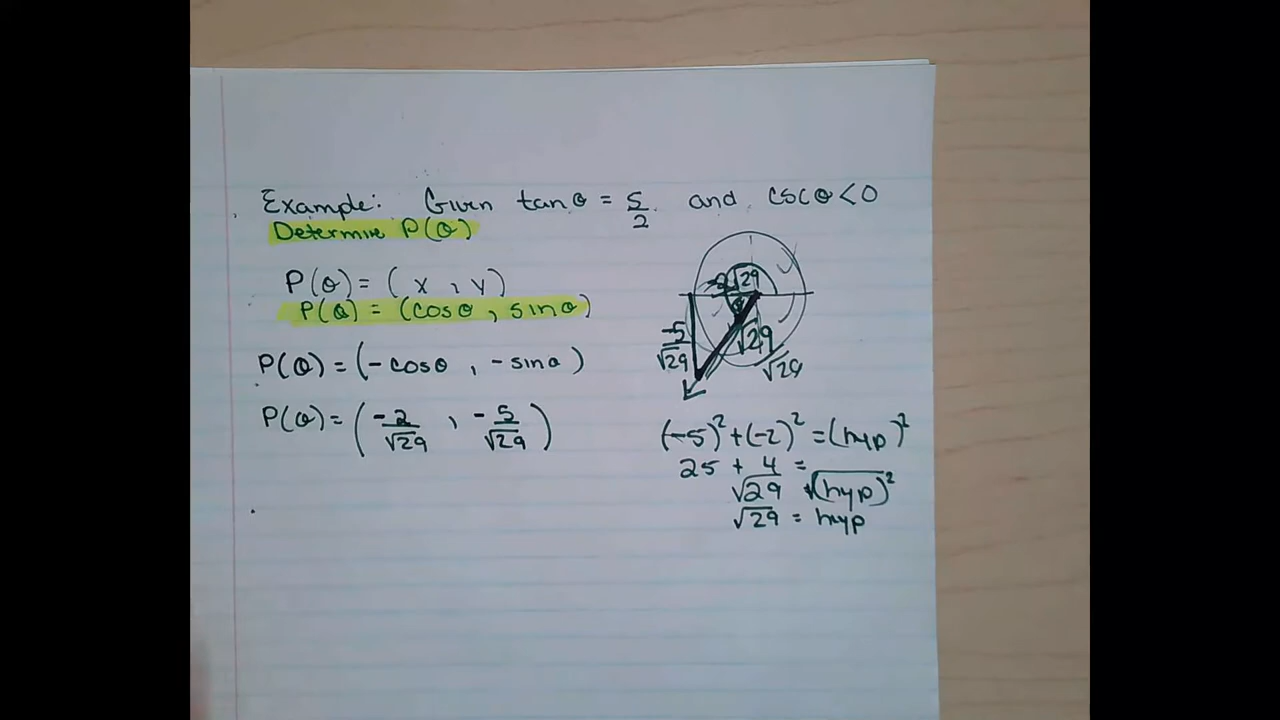 Example: Given tanθ = 5/2 and cscθ < 0
Determine P(θ)
P(θ) = (x, y)
P(θ) = (cosθ, sinθ)
P(θ) = (-cosθ, -sinθ)
P(θ) = (-2/√29, -5/√29)
√29
-5
√29
√29
√29
(-5)² + (-2)² = (hyp)²
25 + 4 =
√29 √(hyp)²
√29 = hyp